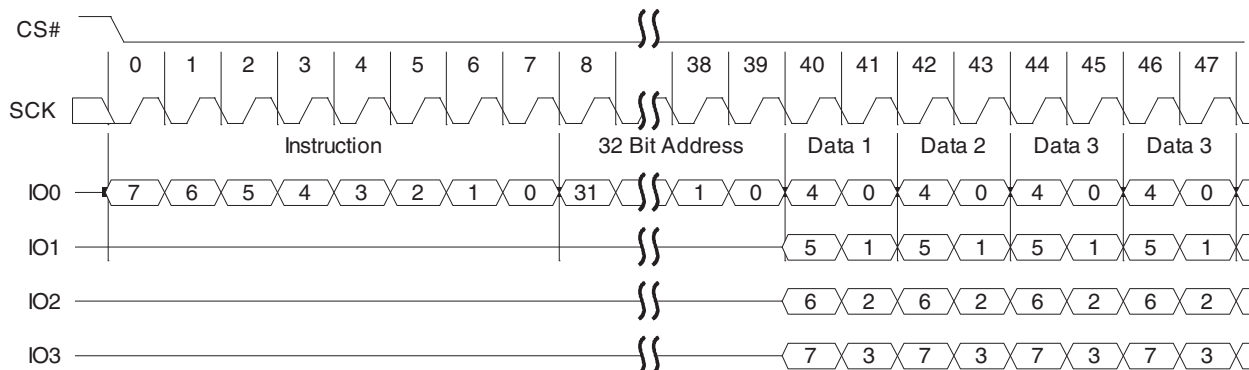 CS#
0 1 2 3 4 5 6 7 8 38 39 40 41 42 43 44 45 46 47
SCK
Instruction 32 Bit Address Data 1 Data 2 Data 3 Data 3
IO0 7 6 5 4 3 2 1 0 31 1 0 4 0 4 0 4 0 4 0
IO1 5 1 5 1 5 1 5 1
IO2 6 2 6 2 6 2 6 2
IO3 7 3 7 3 7 3 7 3